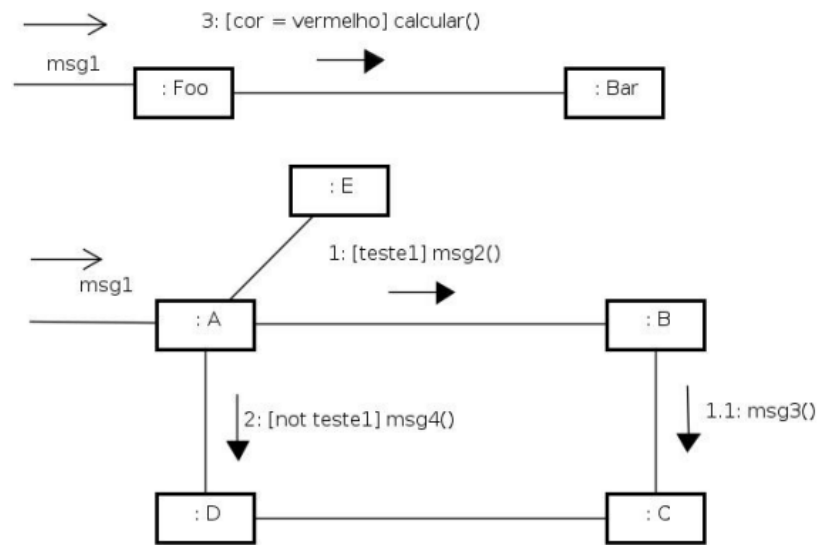 3: [cor = vermelho] calcular()
msg1
: Foo
: Bar
: E
1: [teste1] msg2()
msg1
: A
: B
2: [not teste1] msg4()
1.1: msg3()
: D
: C